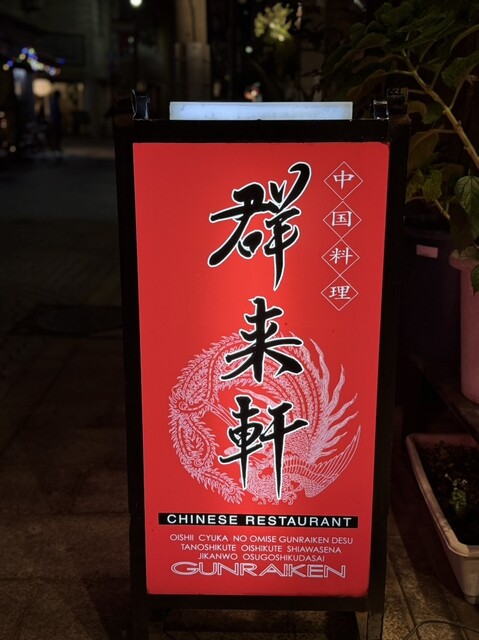 中国料理
群来軒
CHINESE RESTAURANT
OISHII CYUKA NO OMISE GUNRAIKEN DESU
TANOSHIKUTE OISHIKUTE SHIAWASENA
JIKANWO OSUGOSHIKUDASAI
GUNRAIKEN